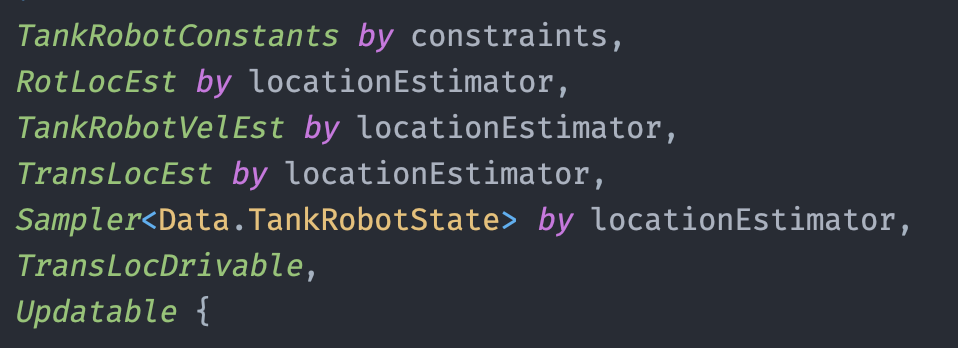 TankRobotConstants by constraints,
RotLocEst by locationEstimator,
TankRobotVelEst by locationEstimator,
TransLocEst by locationEstimator,
Sampler<Data.TankRobotState> by locationEstimator,
TransLocDrivable,
Updatable {